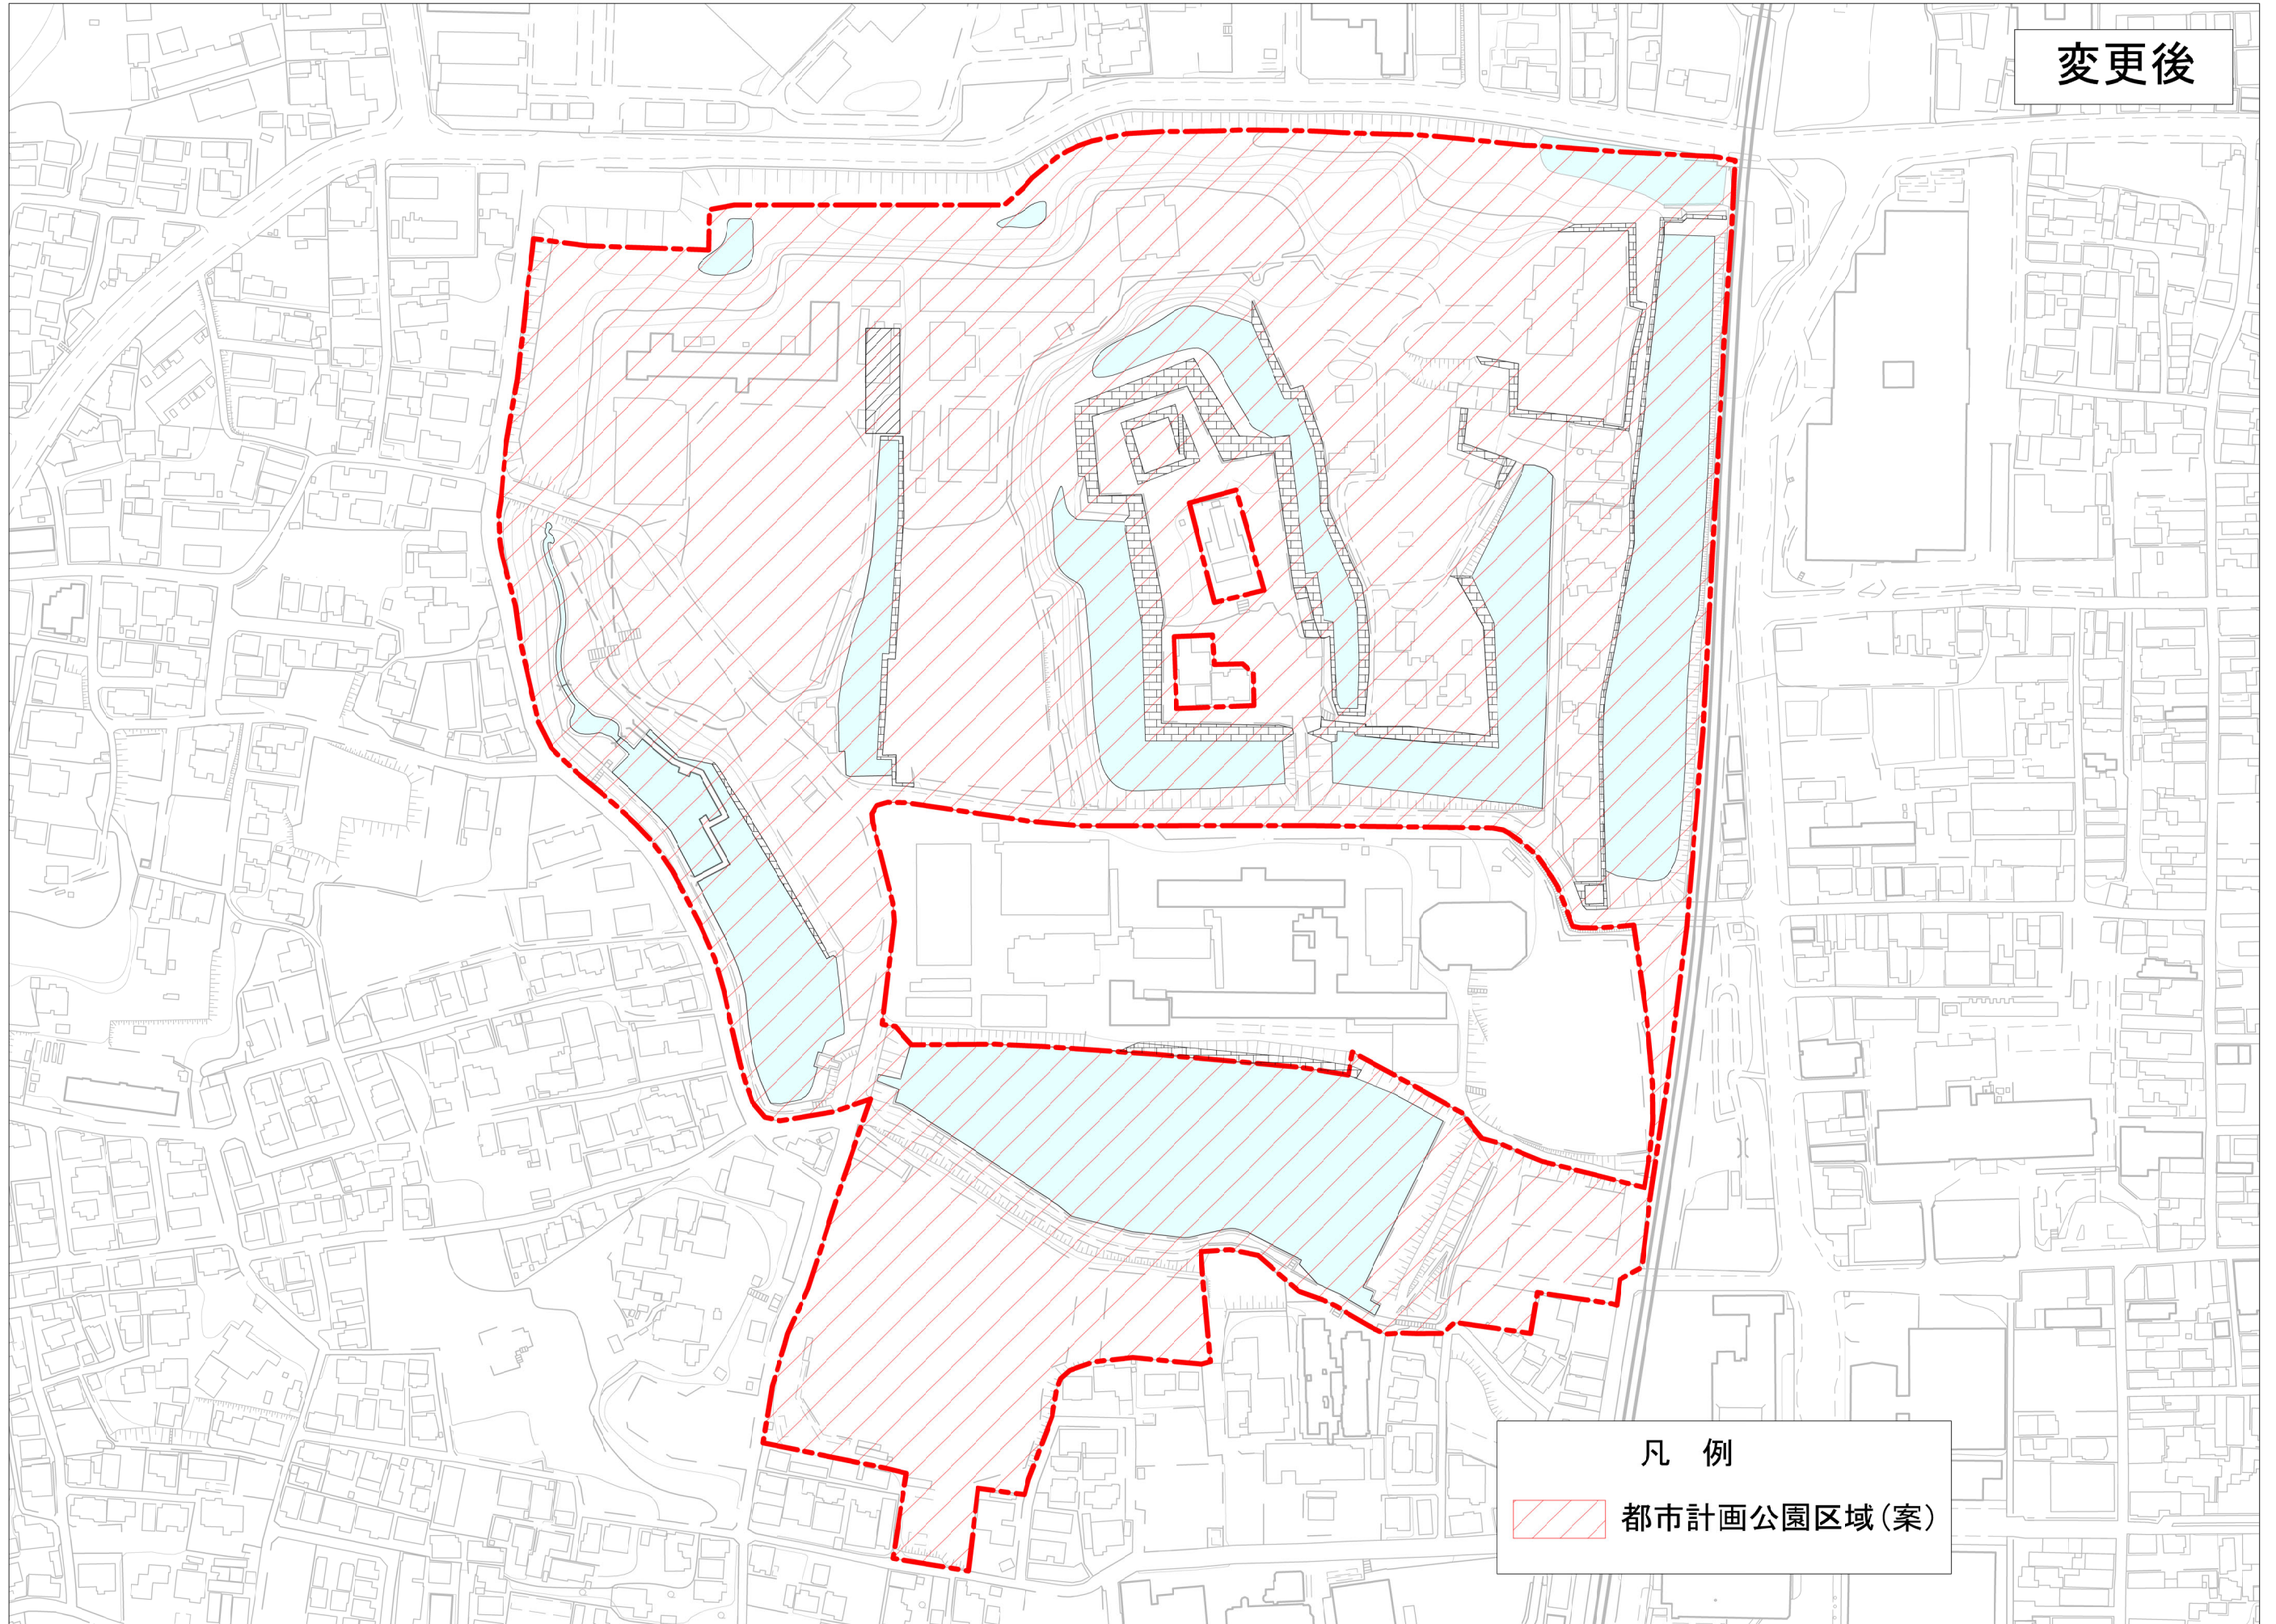 変更後
凡 例
都市計画公園区域(案)